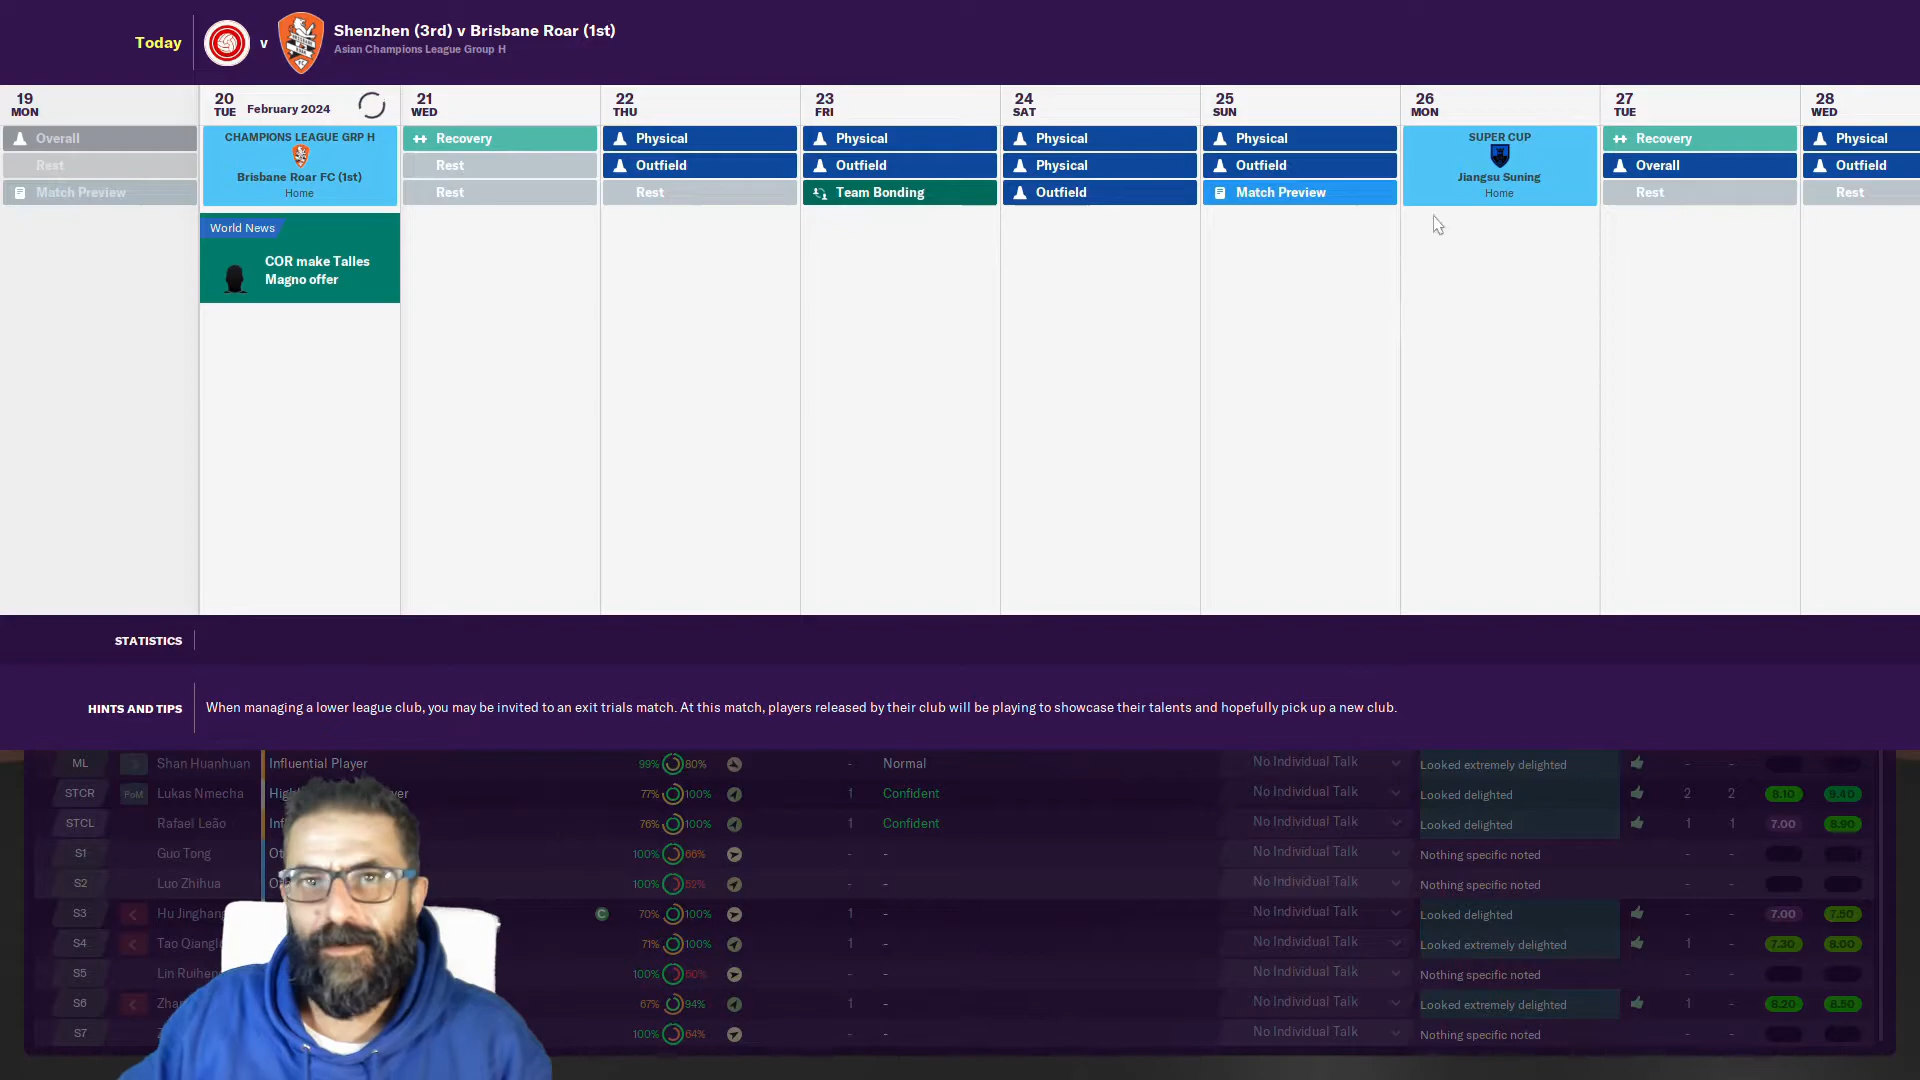 Today
v
Shenzhen (3rd) v Brisbane Roar (1st)
Asian Champions League Group H
19
MON
20
TUE
February 2024
21
WED
22
THU
23
FRI
24
SAT
25
SUN
26
MON
27
TUE
28
WED
Overall
Rest
Match Preview
CHAMPIONS LEAGUE GRP H
Brisbane Roar FC (1st)
Home
Recovery
Rest
Rest
Physical
Outfield
Rest
Physical
Outfield
Team Bonding
Physical
Physical
Outfield
Physical
Outfield
Match Preview
SUPER CUP
Jiangsu Suning
Home
Recovery
Overall
Rest
Physical
Outfield
Rest
World News
COR make Talles
Magno offer
STATISTICS
HINTS AND TIPS
When managing a lower league club, you may be invited to an exit trials match. At this match, players released by their club will be playing to showcase their talents and hopefully pick up a new club.
ML Shan Huanhuan Influential Player 99% 80% - Normal No Individual Talk Looked extremely delighted - -
STCR PoM Lukas Nmecha 77% 100% 1 Confident No Individual Talk Looked delighted 2 2 8.10 9.40
STCL Rafael Leão 76% 100% 1 Confident No Individual Talk Looked delighted 1 1 7.00 8.90
S1 Guo Tong 100% 66% - - No Individual Talk Nothing specific noted - -
S2 Luo Zhihua 100% 52% - - No Individual Talk Nothing specific noted - -
S3 Hu Jinghang C 70% 100% 1 - No Individual Talk Looked delighted - - 7.00 7.50
S4 Tao Qiangl 71% 100% 1 - No Individual Talk Looked extremely delighted 1 - 7.30 8.00
S5 Lin Ruihen 100% 50% - - No Individual Talk Nothing specific noted - -
S6 Zha 67% 94% 1 - No Individual Talk Looked extremely delighted 1 - 8.20 8.50
S7 100% 64% - - No Individual Talk Nothing specific noted - -